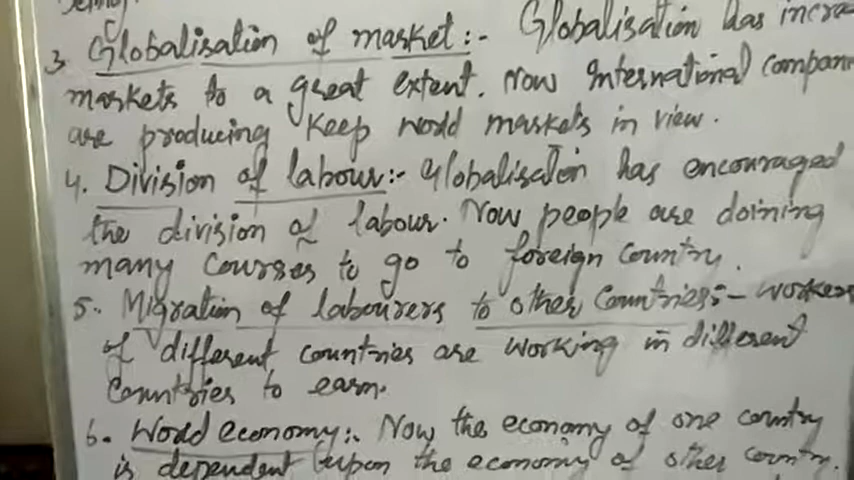 3. Globalisation of market:- Globalisation has increa
markets to a great extent. Now International compan
are producing keep world markets in view.
4. Division of labour:- Globalisation has encouraged
the division of labour. Now people are doining
many Courses to go to foreign Country.
5. Migration of labourers to other Countries:- workers
of different countries are working in different
Countries to earn.
6. World economy:. Now the economy of one country
is dependent upon the economy of other country.